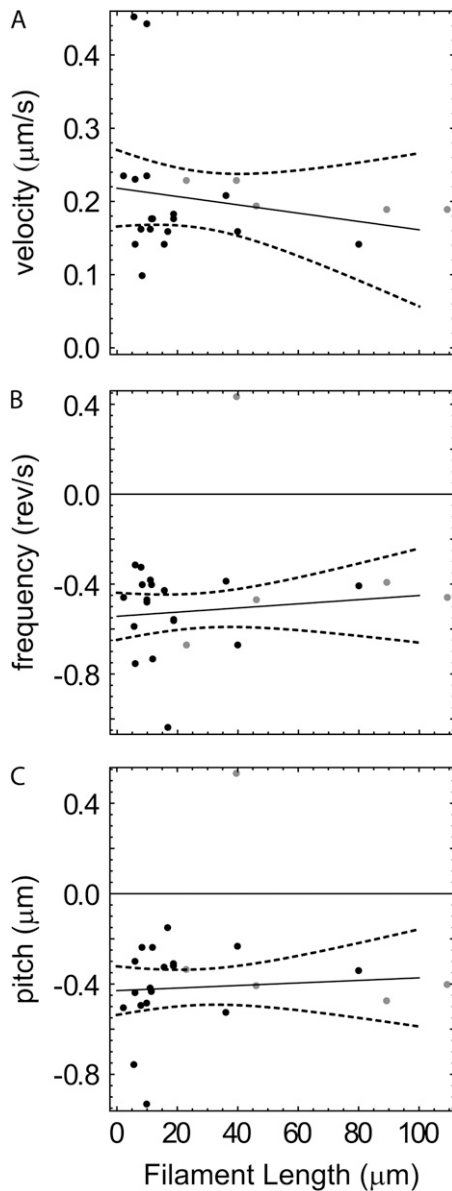 A
velocity (μm/s)
0.4
0.3
0.2
0.1
0.0
B
frequency (rev/s)
0.4
0.0
-0.4
-0.8
C
pitch (μm)
0.4
0.0
-0.4
-0.8
0 20 40 60 80 100
Filament Length (μm)